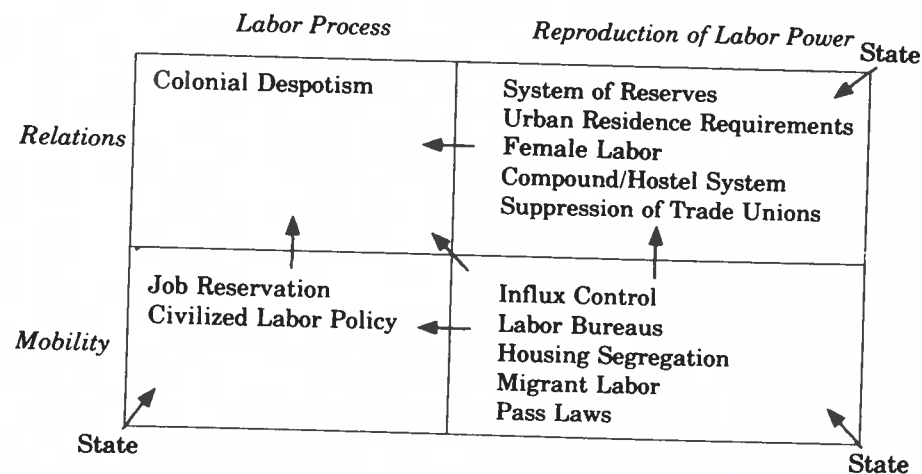 Labor Process
Reproduction of Labor Power
State
Relations
Colonial Despotism
System of Reserves
Urban Residence Requirements
Female Labor
Compound/Hostel System
Suppression of Trade Unions
Mobility
Job Reservation
Civilized Labor Policy
Influx Control
Labor Bureaus
Housing Segregation
Migrant Labor
Pass Laws
State
State